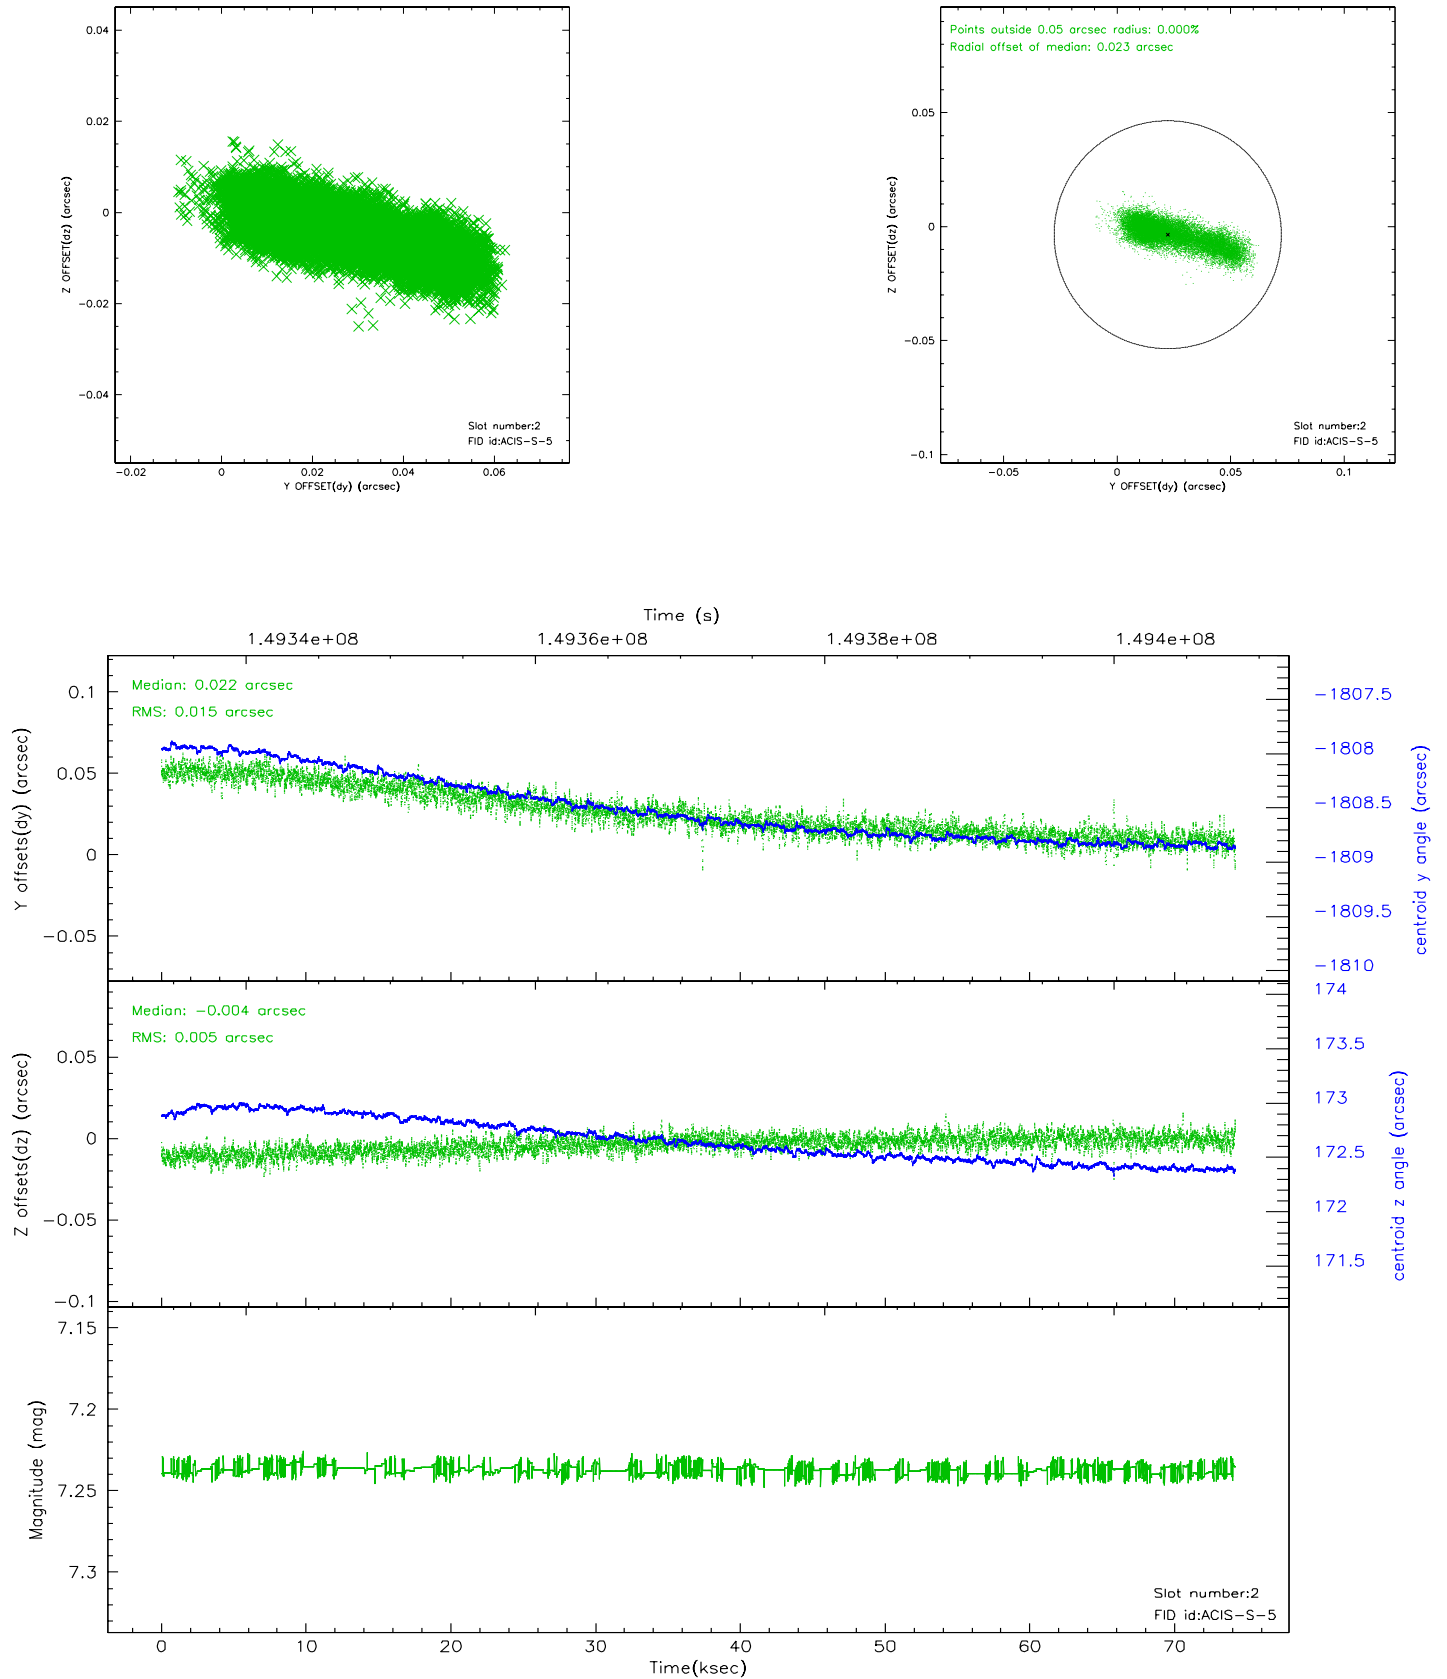 0.04
0.02
0
-0.02
-0.04
Z OFFSET(dz) (arcsec)
Slot number:2
FID id:ACIS-S-5
-0.02 0 0.02 0.04 0.06
Y OFFSET(dy) (arcsec)
Points outside 0.05 arcsec radius: 0.000%
Radial offset of median: 0.023 arcsec
0.05
0
-0.05
-0.1
Z OFFSET(dz) (arcsec)
Slot number:2
FID id:ACIS-S-5
-0.05 0 0.05 0.1
Y OFFSET(dy) (arcsec)
Time (s)
1.4934e+08 1.4936e+08 1.4938e+08 1.494e+08
Median: 0.022 arcsec
RMS: 0.015 arcsec
0.1
0.05
0
-0.05
Y offsets(dy) (arcsec)
-1807.5
-1808
-1808.5
-1809
-1809.5
-1810
centroid y angle (arcsec)
Median: -0.004 arcsec
RMS: 0.005 arcsec
0.05
0
-0.05
-0.1
Z offsets(dz) (arcsec)
174
173.5
173
172.5
172
171.5
centroid z angle (arcsec)
7.15
7.2
7.25
7.3
Magnitude (mag)
Slot number:2
FID id:ACIS-S-5
0 10 20 30 40 50 60 70
Time(ksec)